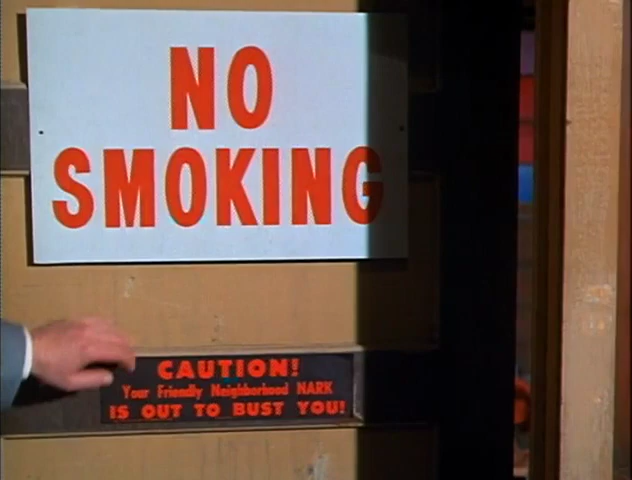 NO
SMOKING
CAUTION!
Your Friendly Neighborhood NARK
IS OUT TO BUST YOU!